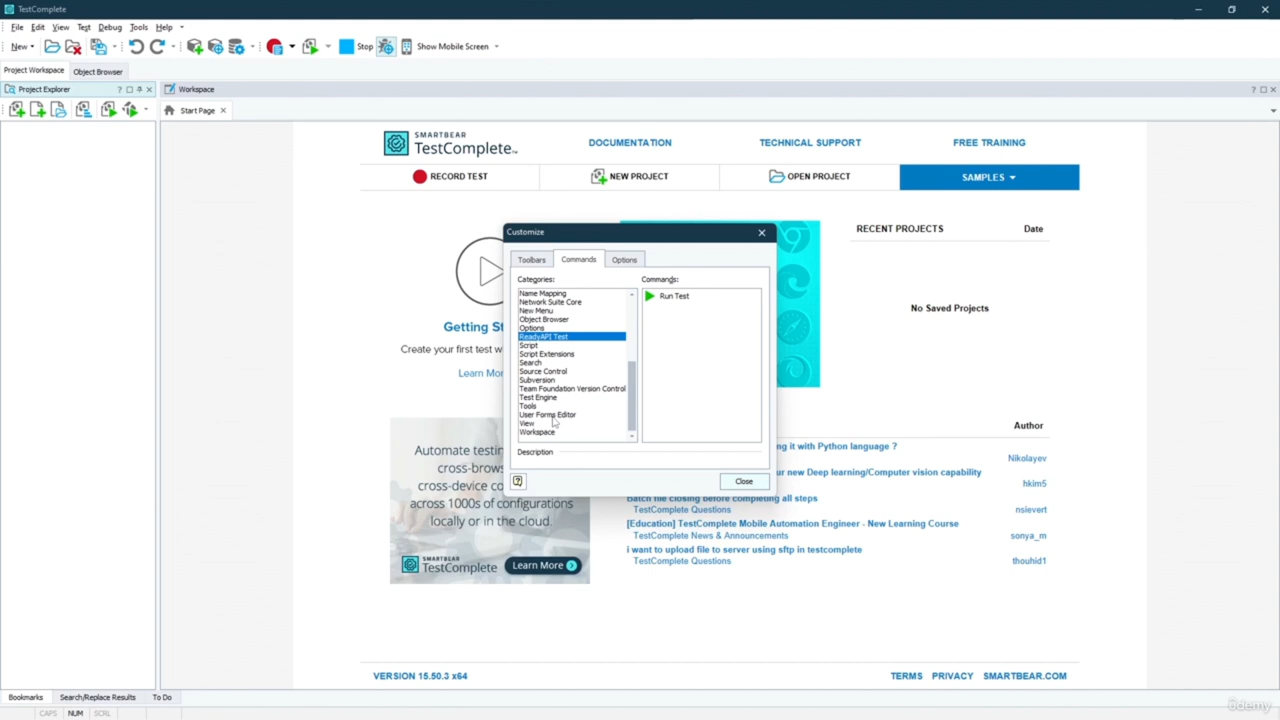 TestComplete
File Edit View Test Debug Tools Help
New Stop Show Mobile Screen
Project Workspace Object Browser
Project Explorer
Workspace
Start Page
SMARTBEAR
TestComplete™
DOCUMENTATION TECHNICAL SUPPORT FREE TRAINING
RECORD TEST NEW PROJECT OPEN PROJECT SAMPLES
RECENT PROJECTS Date
No Saved Projects
Getting St
Create your first test w
Learn Mor
Customize
Toolbars Commands Options
Categories: Commands:
Name Mapping
Network Suite Core
New Menu
Object Browser
Options
ReadyAPI Test
Script
Script Extensions
Search
Source Control
Subversion
Team Foundation Version Control
Test Engine
Tools
User Forms Editor
View
Workspace
Run Test
Description
Close
Author
ng it with Python language ?
Nikolayev
ur new Deep learning/Computer vision capability
hkim5
Batch file closing before completing all steps
TestComplete Questions nsievert
[Education] TestComplete Mobile Automation Engineer - New Learning Course
TestComplete News & Announcements sonya_m
i want to upload file to server using sftp in testcomplete
TestComplete Questions thouhid1
Automate testin
cross-brows
cross-device co
across 1000s of configurations
locally or in the cloud.
SMARTBEAR
TestComplete Learn More
VERSION 15.50.3 x64 TERMS PRIVACY SMARTBEAR.COM
Bookmarks Search/Replace Results To Do
CAPS NUM SCRL
ûdemy